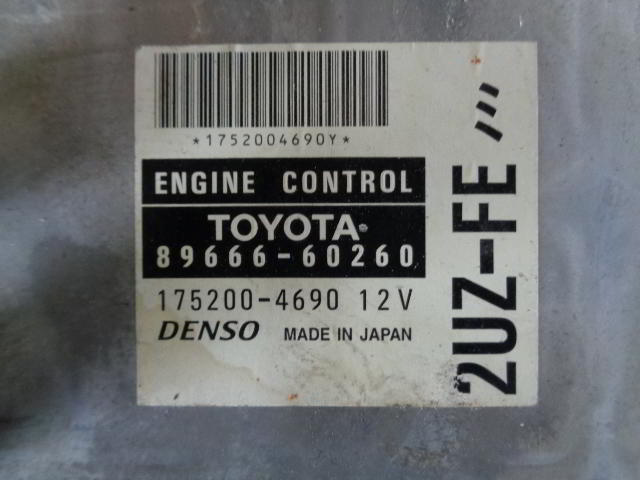 *1752004690Y*
ENGINE CONTROL
TOYOTA®
89666-60260
175200-4690 12V
DENSO MADE IN JAPAN
2UZ-FE